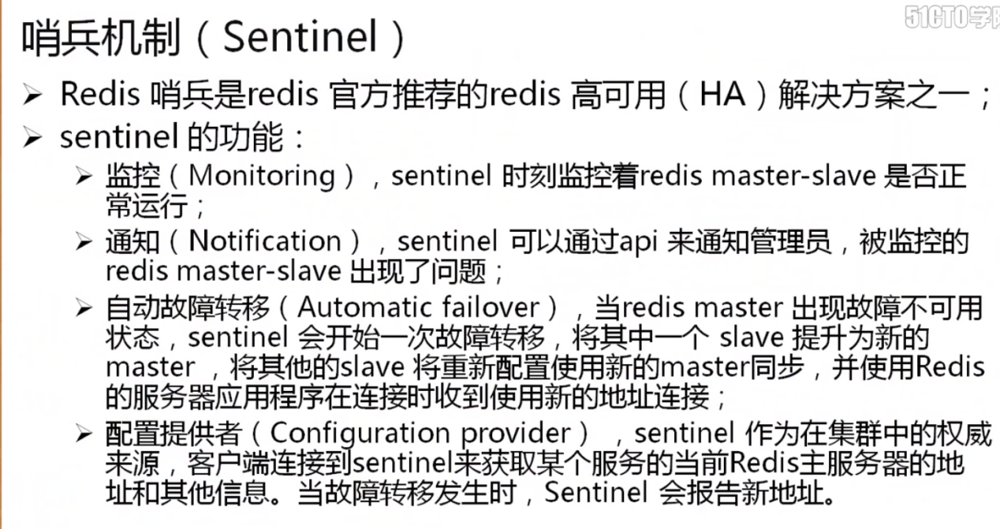 51CTO学院
哨兵机制（Sentinel）
➢ Redis 哨兵是redis 官方推荐的redis 高可用（HA）解决方案之一；
➢ sentinel 的功能：
➢ 监控（Monitoring），sentinel 时刻监控着redis master-slave 是否正
常运行；
➢ 通知（Notification），sentinel 可以通过api 来通知管理员，被监控的
redis master-slave 出现了问题；
➢ 自动故障转移（Automatic failover），当redis master 出现故障不可用
状态，sentinel 会开始一次故障转移，将其中一个 slave 提升为新的
master ，将其他的slave 将重新配置使用新的master同步，并使用Redis
的服务器应用程序在连接时收到使用新的地址连接；
➢ 配置提供者（Configuration provider） ，sentinel 作为在集群中的权威
来源，客户端连接到sentinel来获取某个服务的当前Redis主服务器的地
址和其他信息。当故障转移发生时，Sentinel 会报告新地址。